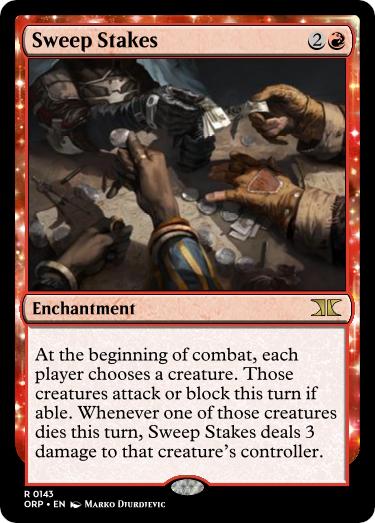 Sweep Stakes 2
Enchantment
At the beginning of combat, each
player chooses a creature. Those
creatures attack or block this turn if
able. Whenever one of those creatures
dies this turn, Sweep Stakes deals 3
damage to that creature's controller.
R 0143
ORP • EN Marko Djurdjevic